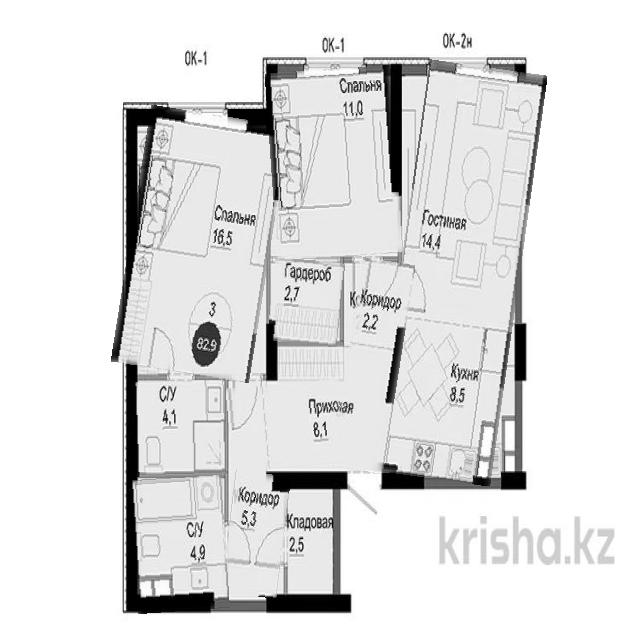 ОК-1
ОК-1
ОК-2н
Спальня
11,0
Спальня
16,5
Гостиная
14,4
Гардероб
2,7
Коридор
2,2
3
82.9
С/У
4,1
Прихожая
8,1
Кухня
8,5
Коридор
5,3
С/У
4,9
Кладовая
2,5
krisha.kz